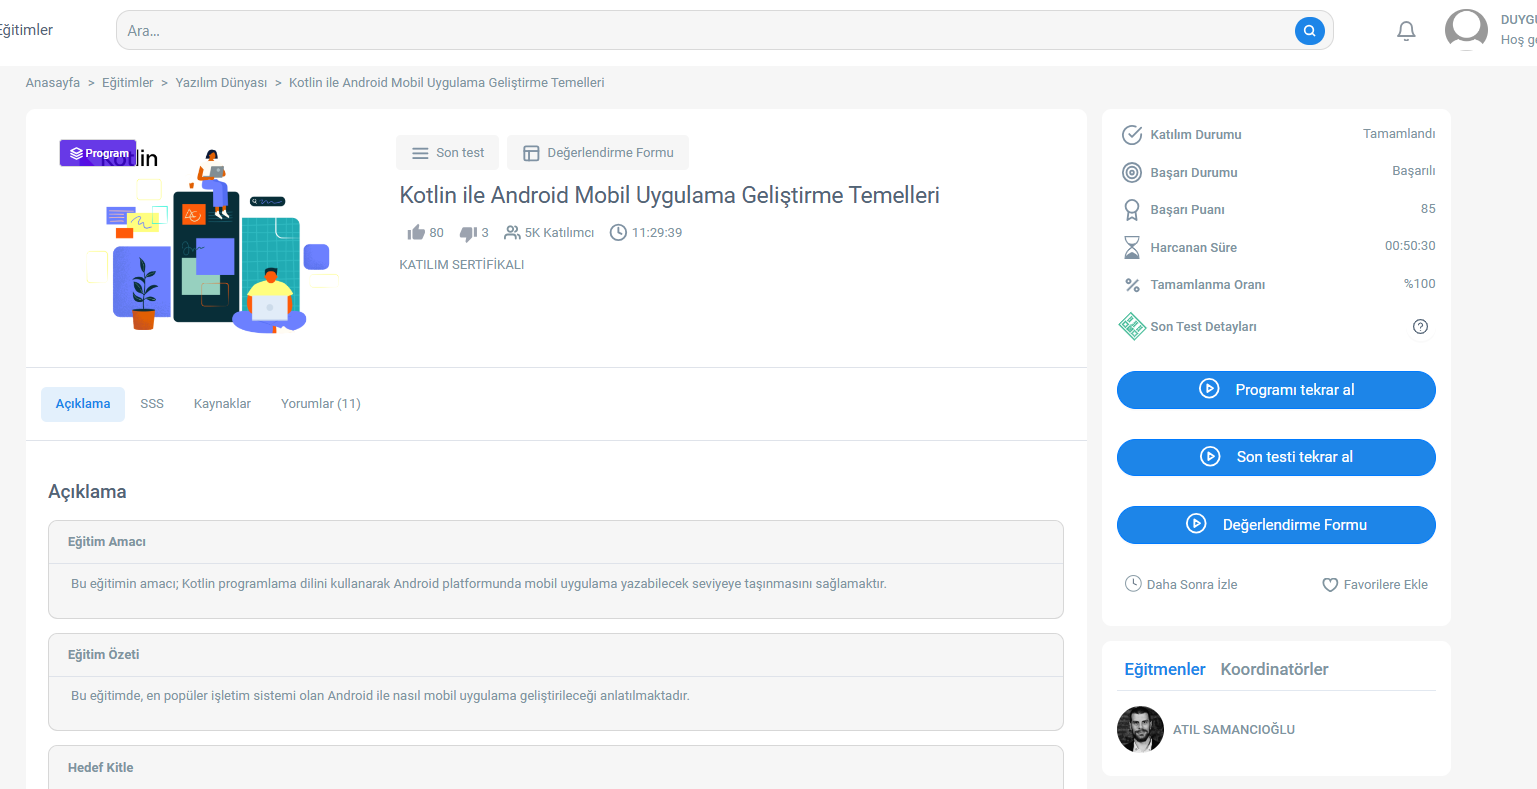 Eğitimler
Ara...
DUYGU
Hoş ge
Anasayfa > Eğitimler > Yazılım Dünyası > Kotlin ile Android Mobil Uygulama Geliştirme Temelleri
Program
Kotlin
Son test
Değerlendirme Formu
Kotlin ile Android Mobil Uygulama Geliştirme Temelleri
80 3 5K Katılımcı 11:29:39
KATILIM SERTİFİKALI
Açıklama SSS Kaynaklar Yorumlar (11)
Açıklama
Eğitim Amacı
Bu eğitimin amacı; Kotlin programlama dilini kullanarak Android platformunda mobil uygulama yazabilecek seviyeye taşınmasını sağlamaktır.
Eğitim Özeti
Bu eğitimde, en popüler işletim sistemi olan Android ile nasıl mobil uygulama geliştirileceği anlatılmaktadır.
Hedef Kitle
Katılım Durumu Tamamlandı
Başarı Durumu Başarılı
Başarı Puanı 85
Harcanan Süre 00:50:30
Tamamlanma Oranı %100
Son Test Detayları
Programı tekrar al
Son testi tekrar al
Değerlendirme Formu
Daha Sonra İzle Favorilere Ekle
Eğitmenler Koordinatörler
ATIL SAMANCIOĞLU